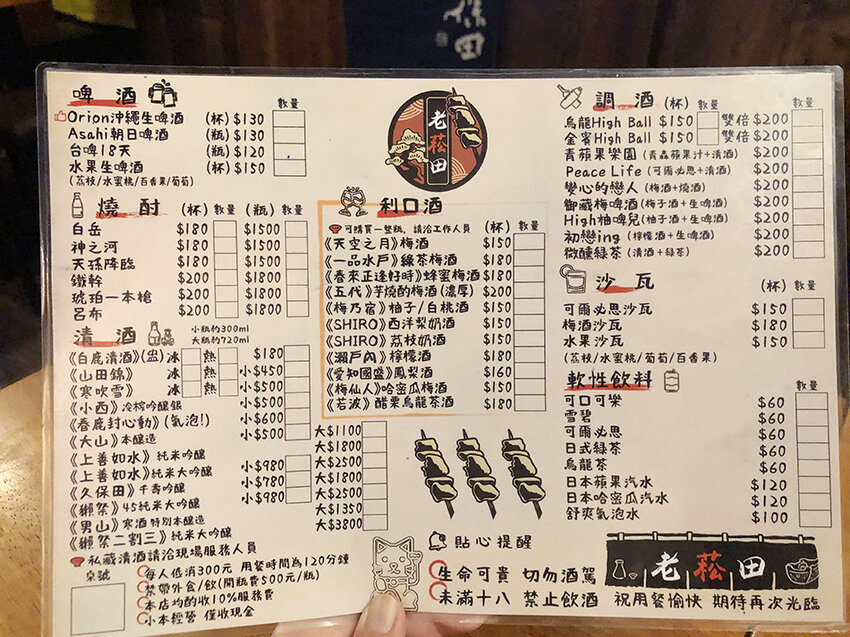 保田
老菘田
啤酒 數量
Orion沖繩生啤酒 (杯) $130
Asahi朝日啤酒 (瓶) $130
台啤18天 (瓶) $120
水果生啤酒 (杯) $150
(荔枝/水蜜桃/百香果/葡萄)
燒酎 (杯) 數量 (瓶) 數量
白岳 $180 $1500
神之河 $180 $1500
天孫降臨 $180 $1500
鐵幹 $200 $1800
琥珀一本槍 $200 $1800
呂布 $200 $1800
清酒 小瓶約300ml
大瓶約720ml
《白鹿清酒》(盅) 冰 熱 $180
《山田錦》 冰 熱 小$450
《寒吹雪》 冰 熱 小$500
《小西》冷榨吟釀銀 小$500
《春鹿封心動》(氣泡!) 小$600
《大山》本釀造 小$500 大$1100
《上善如水》純米吟釀 大$1800
《上善如水》純米大吟釀 小$980 大$2500
《久保田》千壽吟釀 小$780 大$1800
《獺祭》45純米大吟釀 小$980 大$2500
《男山》寒酒特別本釀造 大$1350
《獺祭二割三》純米大吟釀 大$3800
私藏清酒請洽現場服務人員
利口酒
可購買一整瓶，請洽工作人員 (杯) 數量
《天空之月》梅酒 $150
《一品水戶》綠茶梅酒 $180
《春來正逢好時》蜂蜜梅酒 $180
《五代》芋燒酌梅酒(濃厚) $200
《梅乃宿》柚子/白桃酒 $150
《SHIRO》西洋梨奶酒 $150
《SHIRO》荔枝奶酒 $150
《瀨戶內》檸檬酒 $180
《愛知國盛》鳳梨酒 $160
《梅仙人》哈密瓜梅酒 $150
《若波》醋栗烏龍茶酒 $180
調酒 (杯) 數量
烏龍High Ball $150 雙倍 $200
金賓High Ball $150 雙倍 $200
青蘋果樂園 (青森蘋果汁+清酒) $200
Peace Life (可爾必思+清酒) $200
變心的戀人 (梅酒+燒酒) $200
御藏梅啤酒 (梅酒+生啤酒) $200
High柚啤兒 (柚子酒+生啤酒) $200
初戀ing (檸檬酒+生啤酒) $200
微醺綠茶 (清酒+綠茶) $200
沙瓦 (杯) 數量
可爾必思沙瓦 $150
梅酒沙瓦 $180
水果沙瓦 $150
(荔枝/水蜜桃/葡萄/百香果)
軟性飲料 數量
可口可樂 $60
雪碧 $60
可爾必思 $60
日式綠茶 $60
烏龍茶 $60
日本蘋果汽水 $120
日本哈密瓜汽水 $120
舒爽氣泡水 $100
桌號
每人低消300元 用餐時間為120分鐘
禁帶外食/飲(開瓶費500元/瓶)
本店均酌收10%服務費
小本經營 僅收現金
貼心提醒
生命可貴 切勿酒駕
未滿十八 禁止飲酒
老菘田
祝用餐愉快 期待再次光臨